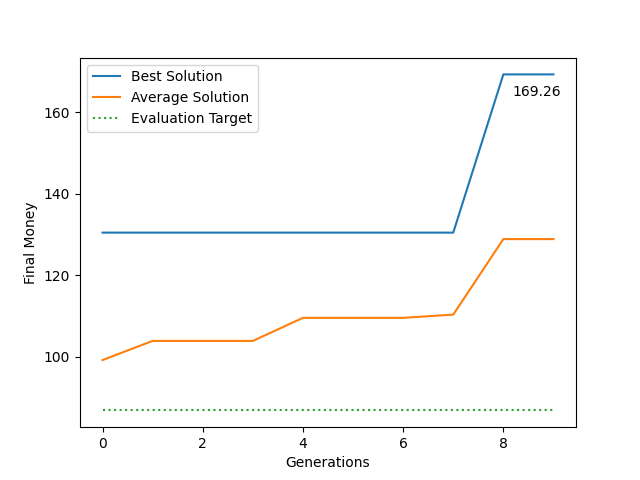 Best Solution
Average Solution
Evaluation Target
169.26
Final Money
160
140
120
100
0 2 4 6 8
Generations